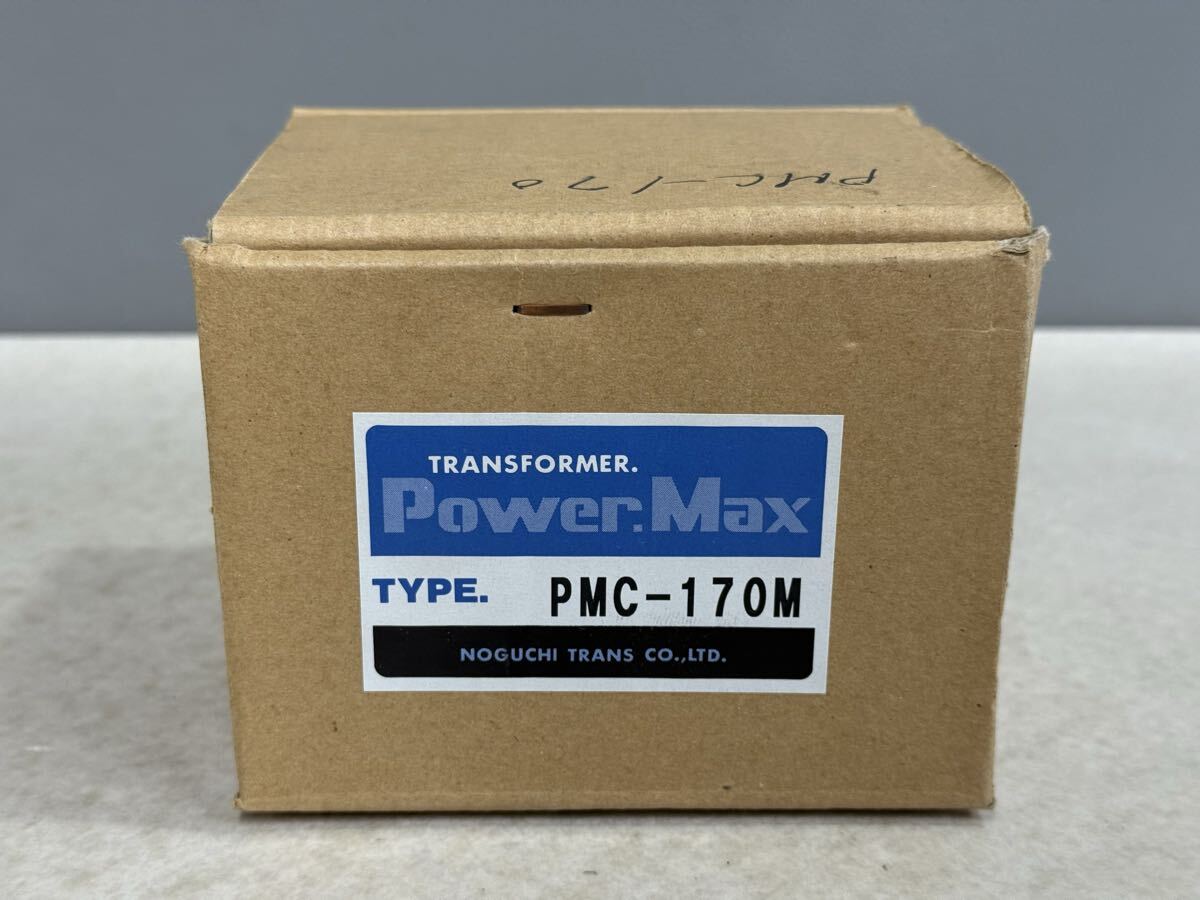 PMC-170
TRANSFORMER.
Power.Max
TYPE. PMC-170M
NOGUCHI TRANS CO.,LTD.